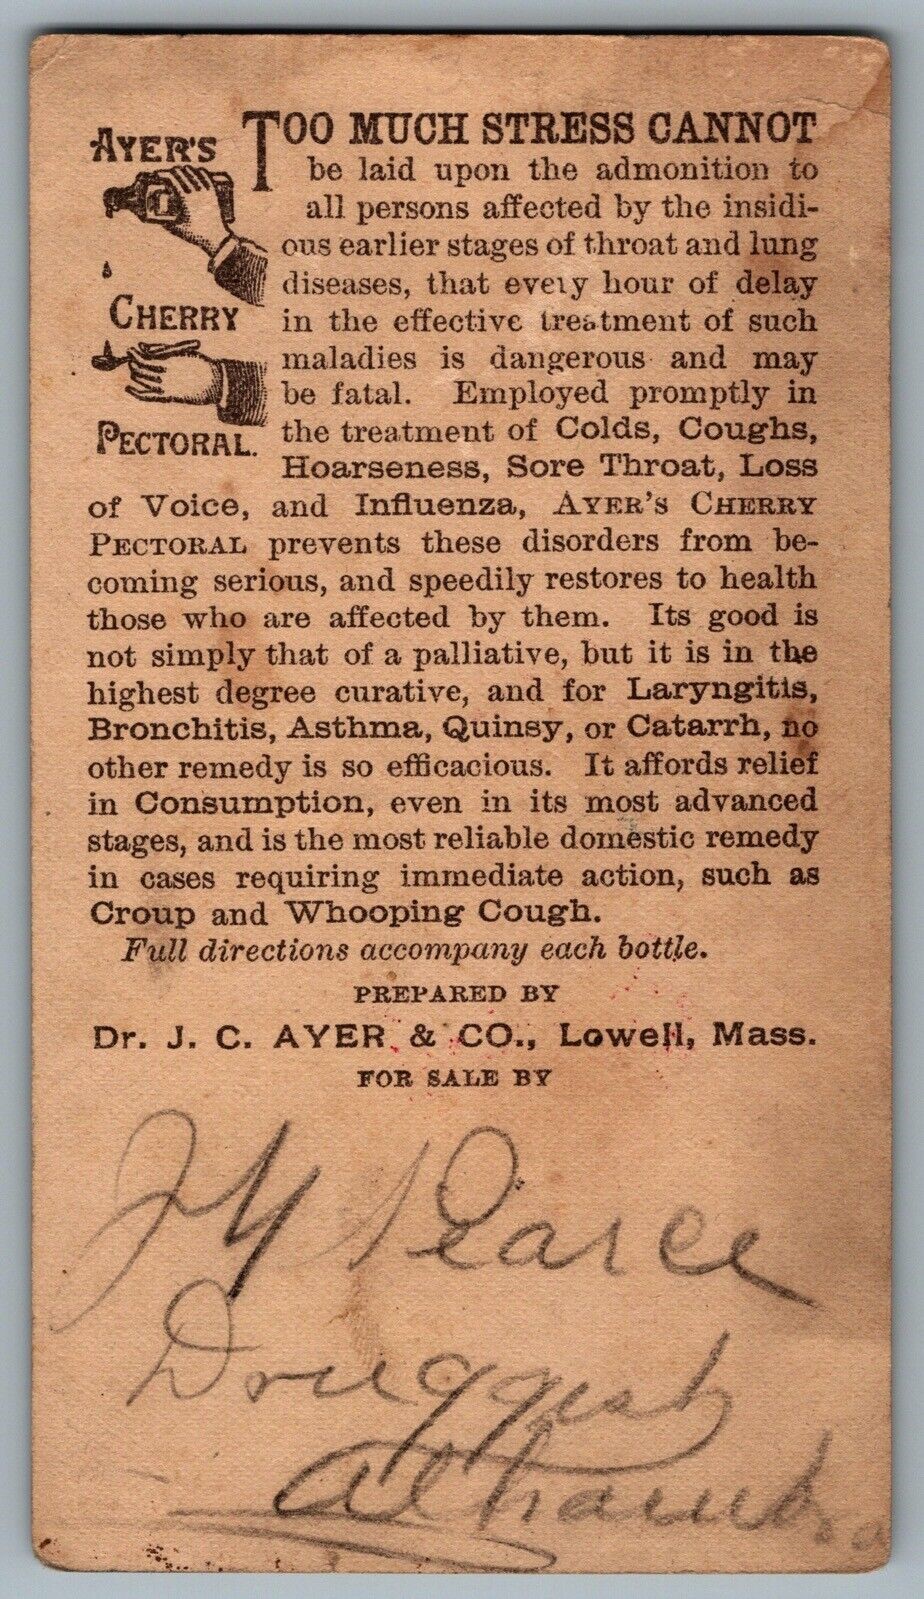 AYER'S
CHERRY
PECTORAL.
TOO MUCH STRESS CANNOT
be laid upon the admonition to
all persons affected by the insidi-
ous earlier stages of throat and lung
diseases, that every hour of delay
in the effective treatment of such
maladies is dangerous and may
be fatal. Employed promptly in
the treatment of Colds, Coughs,
Hoarseness, Sore Throat, Loss
of Voice, and Influenza, AYER'S CHERRY
PECTORAL prevents these disorders from be-
coming serious, and speedily restores to health
those who are affected by them. Its good is
not simply that of a palliative, but it is in the
highest degree curative, and for Laryngitis,
Bronchitis, Asthma, Quinsy, or Catarrh, no
other remedy is so efficacious. It affords relief
in Consumption, even in its most advanced
stages, and is the most reliable domestic remedy
in cases requiring immediate action, such as
Croup and Whooping Cough.
Full directions accompany each bottle.
PREPARED BY
Dr. J. C. AYER & CO., Lowell, Mass.
FOR SALE BY
Pearce
Druggist
Alhambra